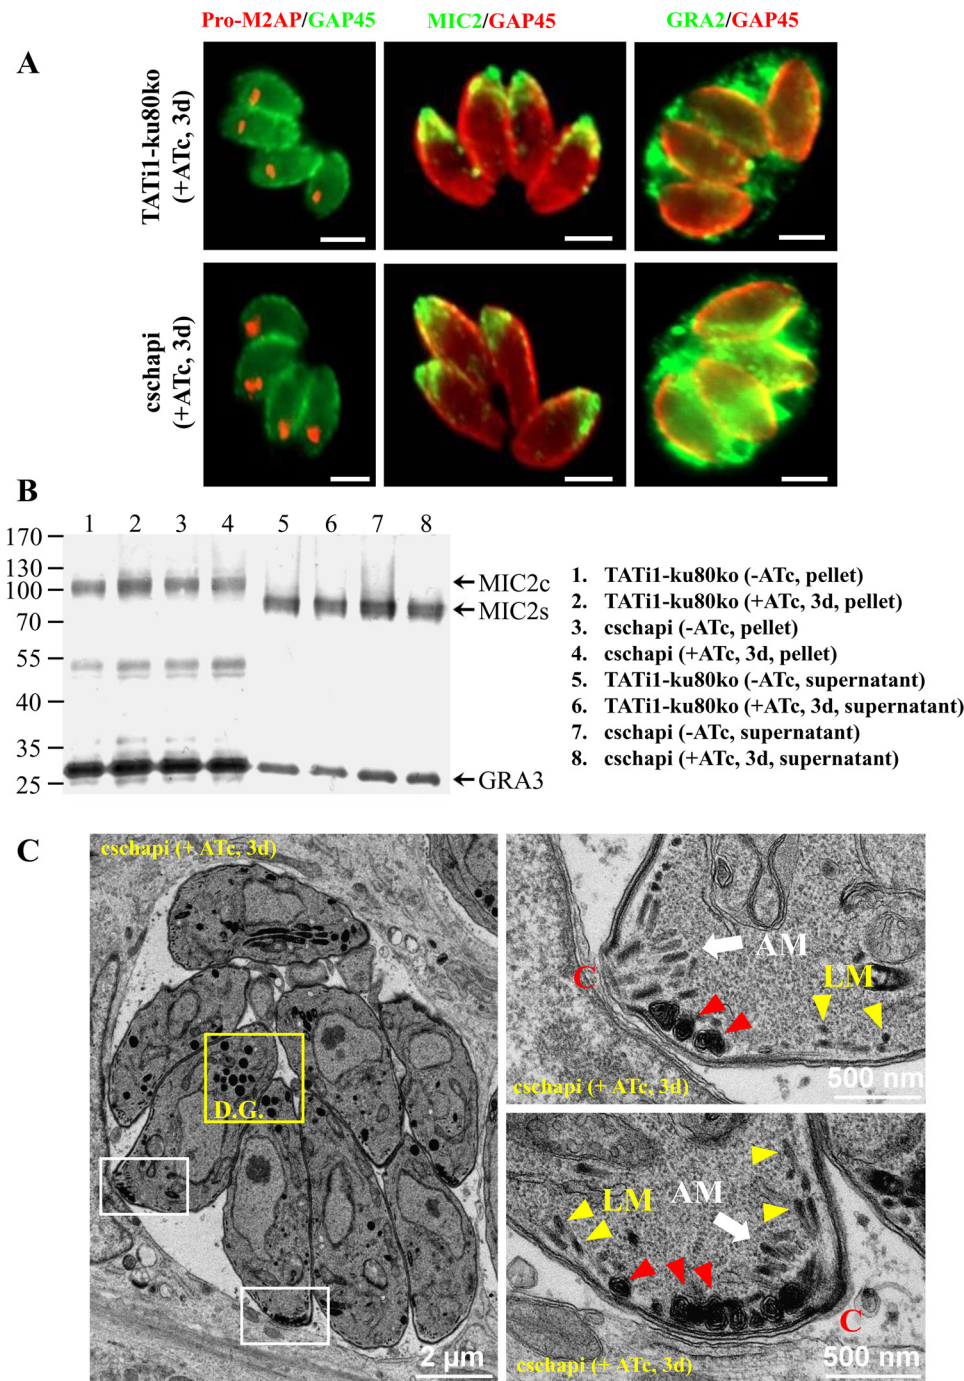 Pro-M2AP/GAP45
MIC2/GAP45
GRA2/GAP45
A
TATi1-ku80ko
(+ATc, 3d)
cschapi
(+ATc, 3d)
B
1 2 3 4 5 6 7 8
170
130
100
70
55
40
35
25
MIC2c
MIC2s
GRA3
1. TATi1-ku80ko (-ATc, pellet)
2. TATi1-ku80ko (+ATc, 3d, pellet)
3. cschapi (-ATc, pellet)
4. cschapi (+ATc, 3d, pellet)
5. TATi1-ku80ko (-ATc, supernatant)
6. TATi1-ku80ko (+ATc, 3d, supernatant)
7. cschapi (-ATc, supernatant)
8. cschapi (+ATc, 3d, supernatant)
C
cschapi (+ ATc, 3d)
D.G.
2 µm
AM
C
LM
cschapi (+ ATc, 3d)
500 nm
LM
AM
C
cschapi (+ ATc, 3d)
500 nm